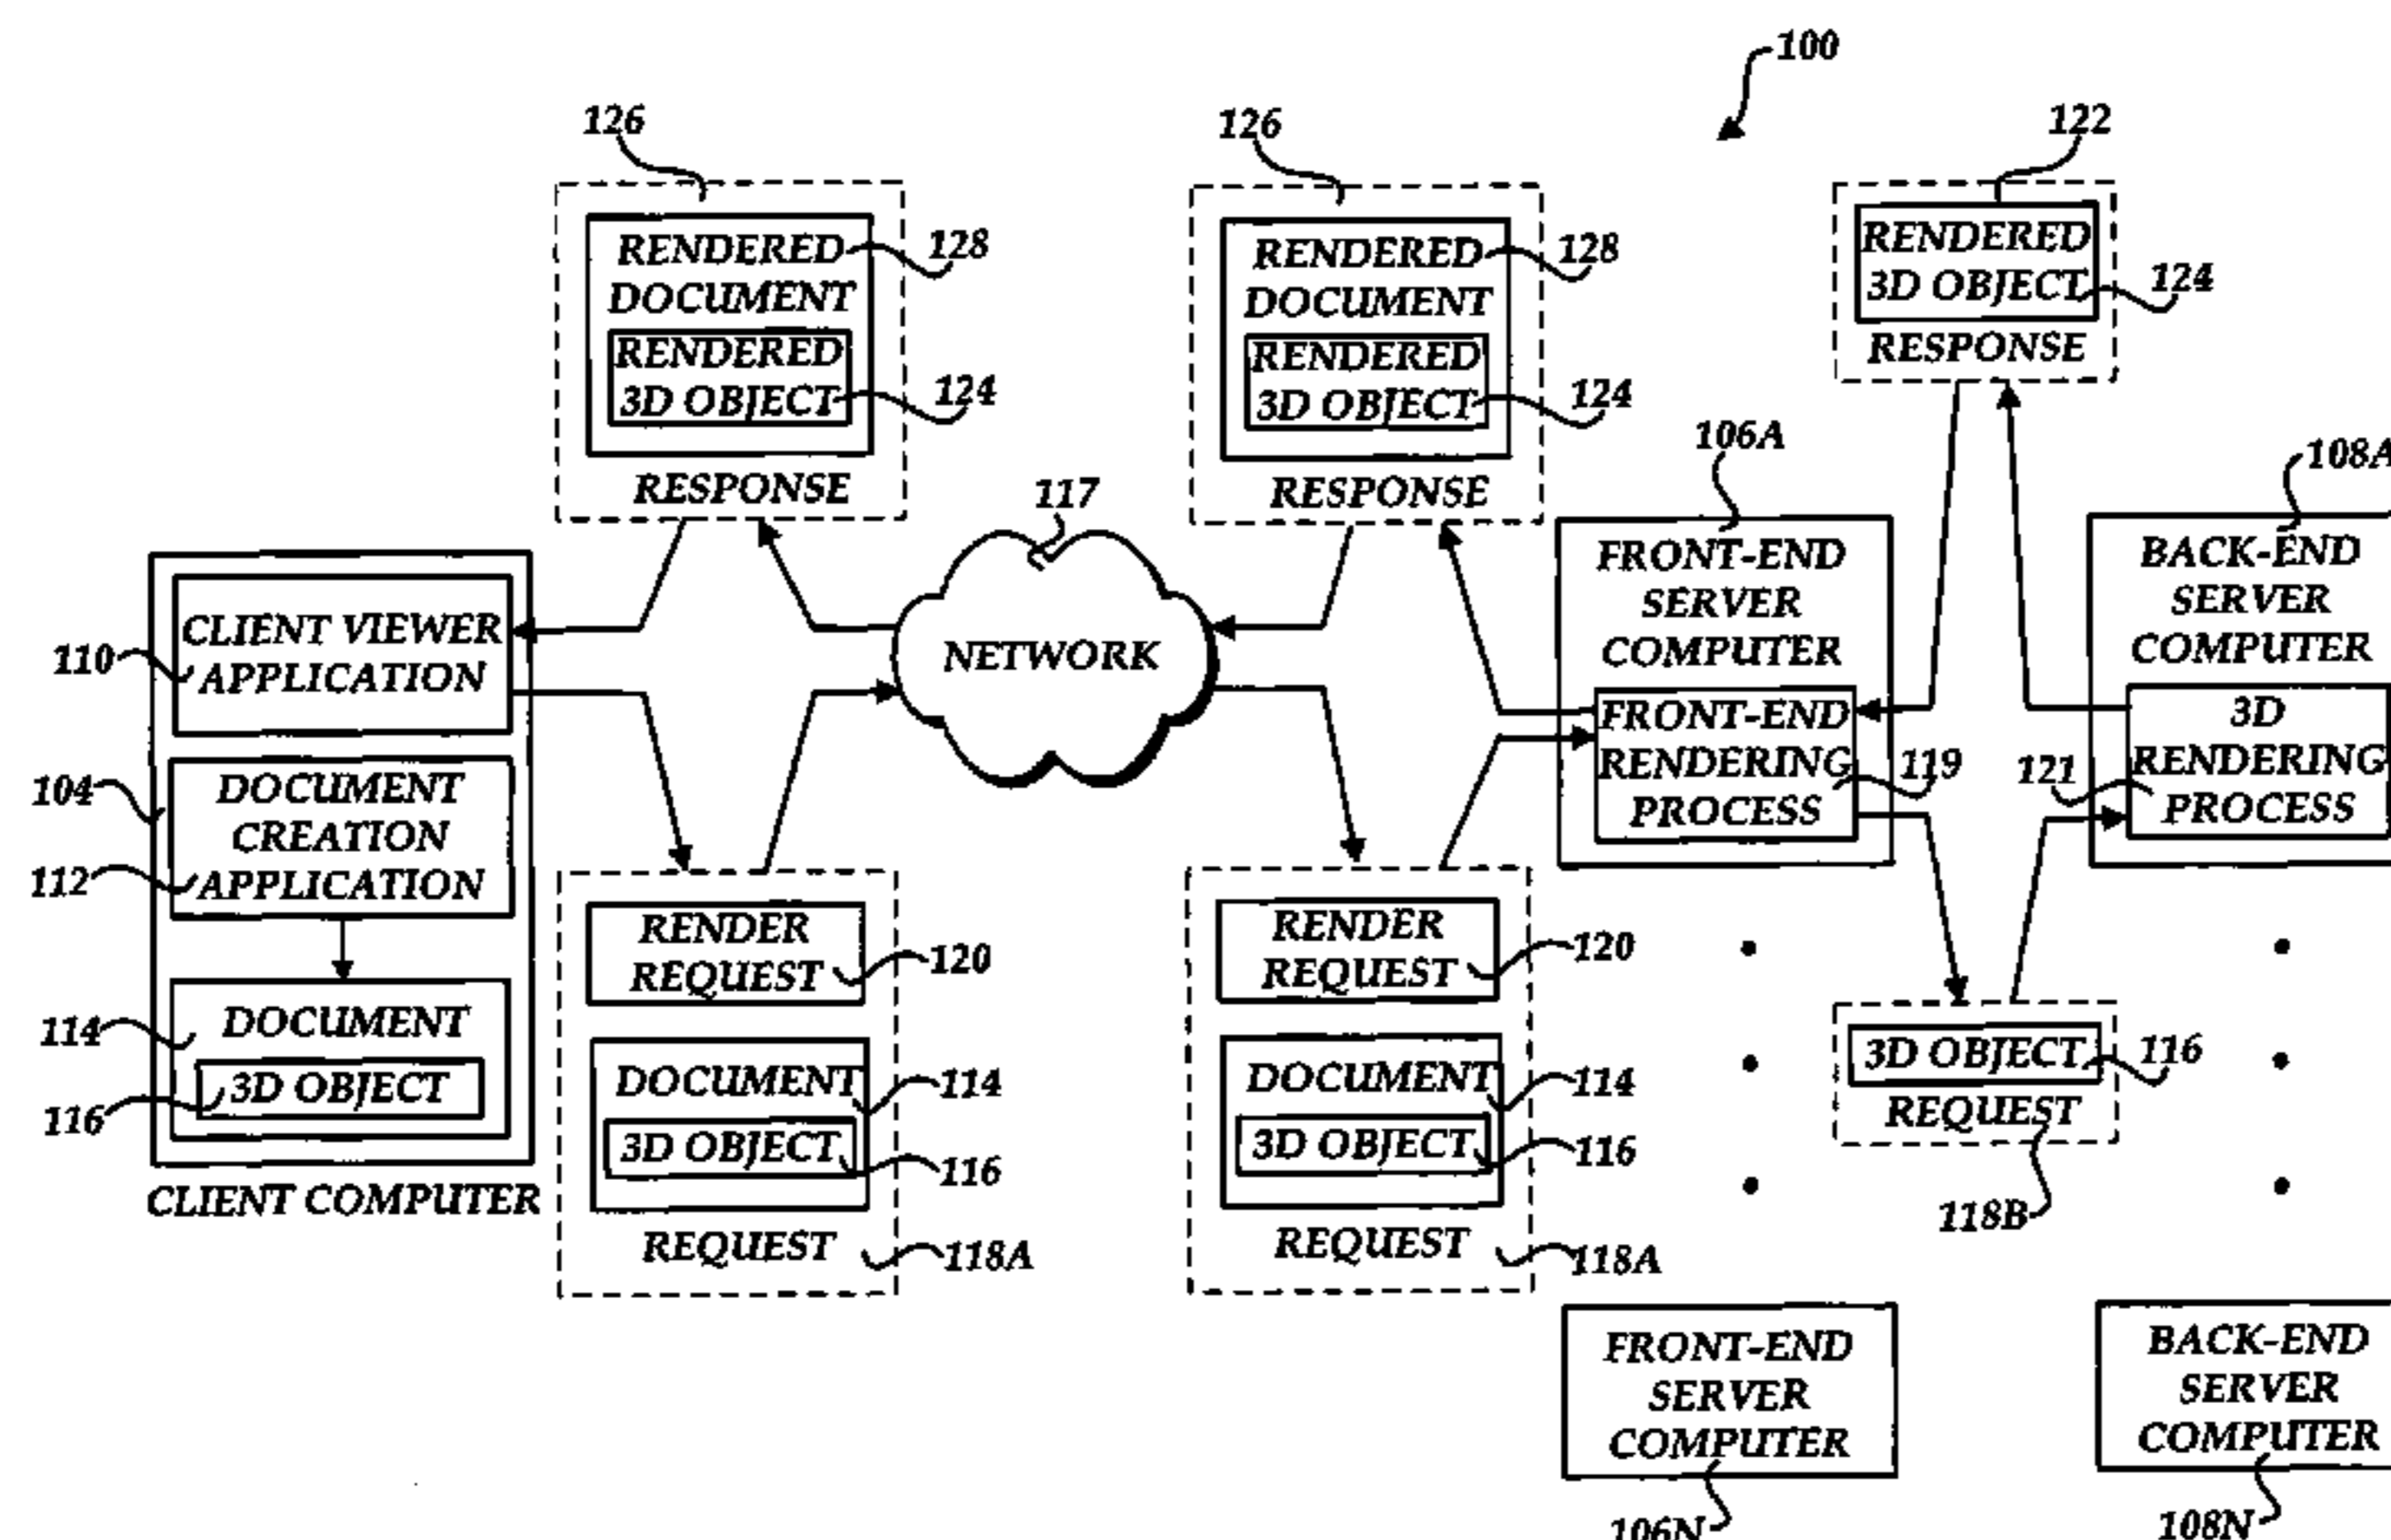 100
126
RENDERED
DOCUMENT
128
RENDERED
3D OBJECT
124
RESPONSE
126
RENDERED
DOCUMENT
128
RENDERED
3D OBJECT
124
RESPONSE
122
RENDERED
3D OBJECT
124
RESPONSE
CLIENT VIEWER
APPLICATION
110
DOCUMENT
CREATION
APPLICATION
104
112
DOCUMENT
114
3D OBJECT
116
CLIENT COMPUTER
117
NETWORK
RENDER
REQUEST
120
DOCUMENT
114
3D OBJECT
116
REQUEST
118A
RENDER
REQUEST
120
DOCUMENT
114
3D OBJECT
116
REQUEST
118A
106A
FRONT-END
SERVER
COMPUTER
FRONT-END
RENDERING
PROCESS
119
108A
BACK-END
SERVER
COMPUTER
3D
RENDERING
PROCESS
121
3D OBJECT
116
REQUEST
118B
FRONT-END
SERVER
COMPUTER
106N
BACK-END
SERVER
COMPUTER
108N